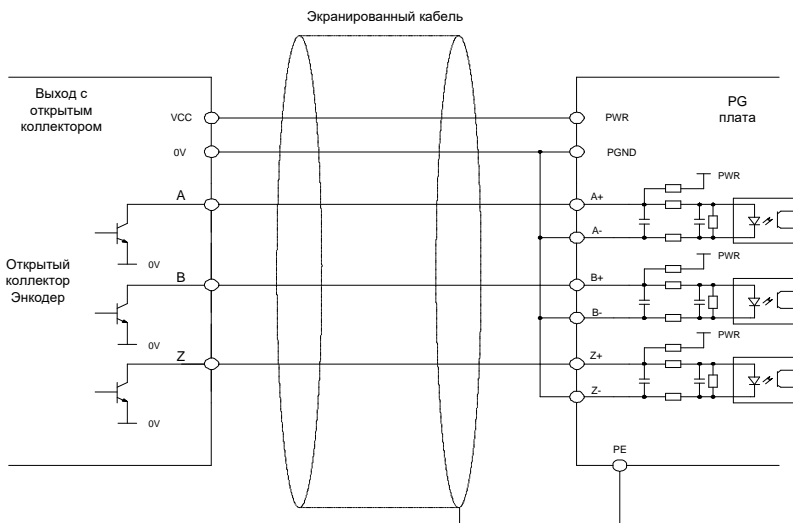 Экранированный кабель
Выход с
открытым
коллектором
VCC
0V
A
0V
Открытый
коллектор
Энкодер
B
0V
Z
0V
PG
плата
PWR
PGND
PWR
A+
A-
PWR
B+
B-
PWR
Z+
Z-
PE